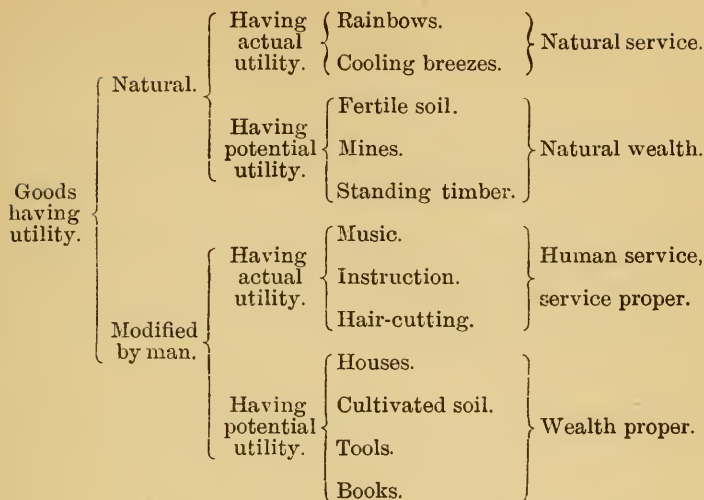 Having actual utility.
Rainbows.
Cooling breezes.
Natural service.
Natural.
Having potential utility.
Fertile soil.
Mines.
Standing timber.
Natural wealth.
Goods having utility.
Having actual utility.
Music.
Instruction.
Hair-cutting.
Human service,
service proper.
Modified by man.
Having potential utility.
Houses.
Cultivated soil.
Tools.
Books.
Wealth proper.